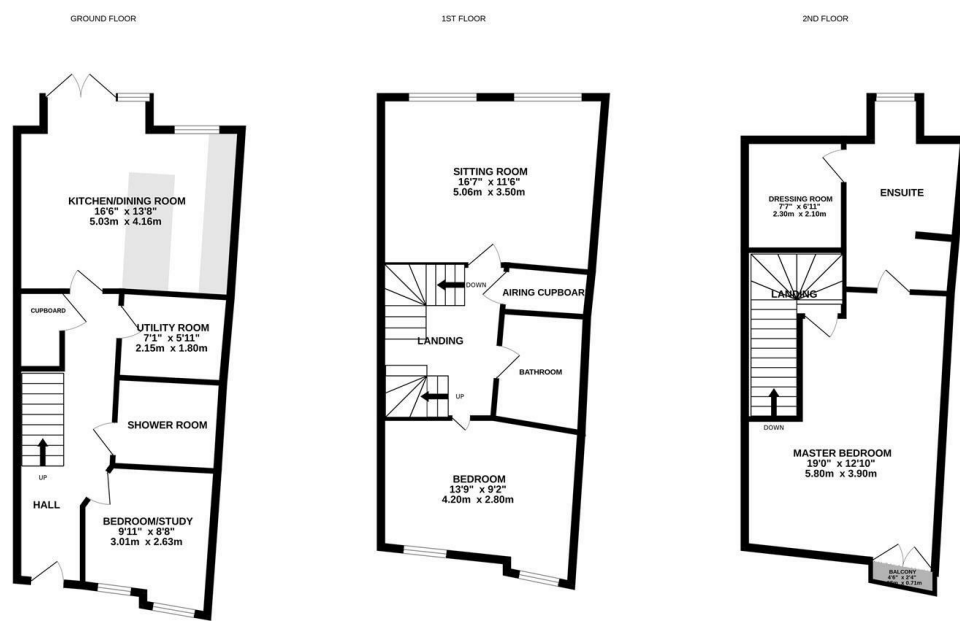 GROUND FLOOR
KITCHEN/DINING ROOM
16'6" x 13'8"
5.03m x 4.16m
CUPBOARD
UTILITY ROOM
7'1" x 5'11"
2.15m x 1.80m
SHOWER ROOM
UP
HALL
BEDROOM/STUDY
9'11" x 8'8"
3.01m x 2.63m
1ST FLOOR
SITTING ROOM
16'7" x 11'6"
5.06m x 3.50m
DOWN
AIRING CUPBOAR
LANDING
BATHROOM
UP
BEDROOM
13'9" x 9'2"
4.20m x 2.80m
2ND FLOOR
DRESSING ROOM
7'7" x 6'11"
2.30m x 2.10m
ENSUITE
LANDING
DOWN
MASTER BEDROOM
19'0" x 12'10"
5.80m x 3.90m
BALCONY
4'6" x 2'4"
x 0.71m